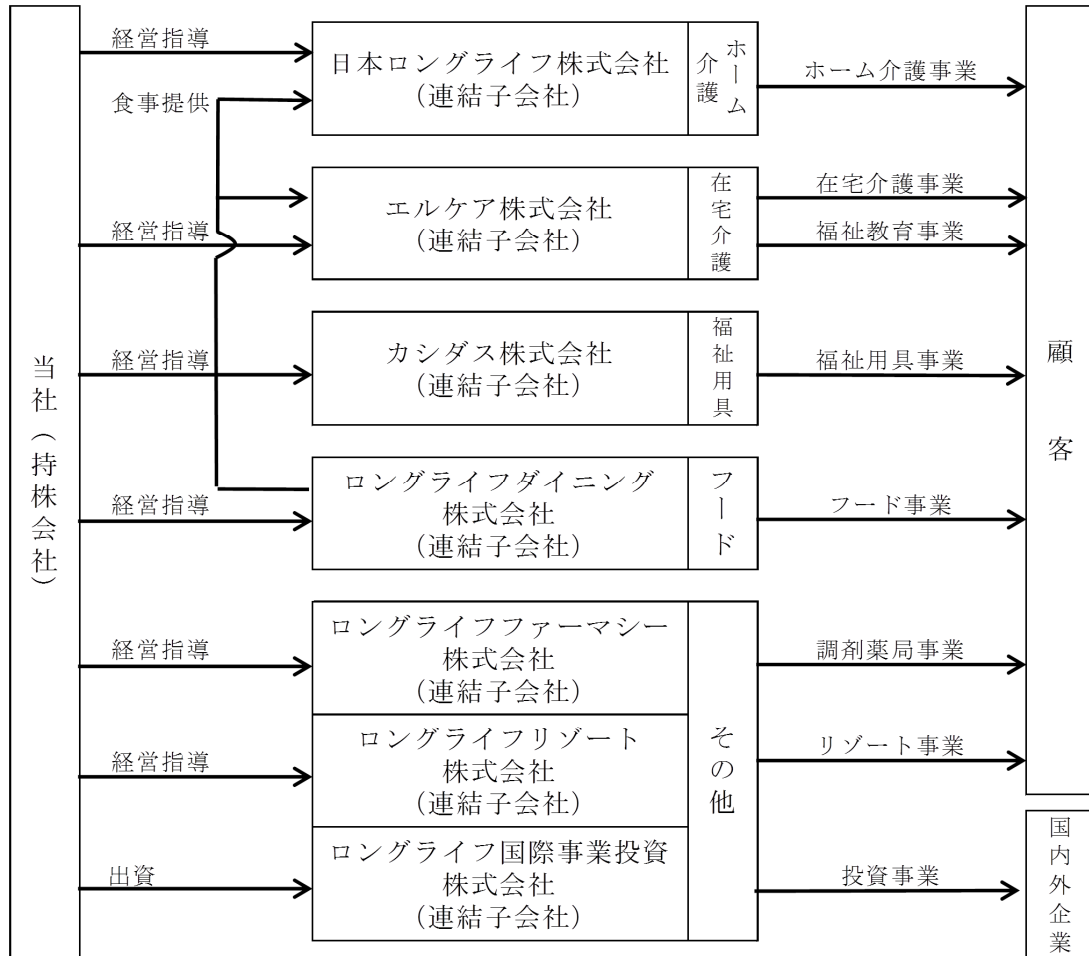 当社（持株会社）
経営指導
日本ロングライフ株式会社
（連結子会社）
ホーム
介護
ホーム介護事業
食事提供
経営指導
エルケア株式会社
（連結子会社）
在宅介護
在宅介護事業
福祉教育事業
経営指導
カシダス株式会社
（連結子会社）
福祉用具
福祉用具事業
経営指導
ロングライフダイニング
株式会社
（連結子会社）
フード
フード事業
経営指導
ロングライフファーマシー
株式会社
（連結子会社）
調剤薬局事業
経営指導
ロングライフリゾート
株式会社
（連結子会社）
その他
リゾート事業
出資
ロングライフ国際事業投資
株式会社
（連結子会社）
投資事業
顧客
国内外企業